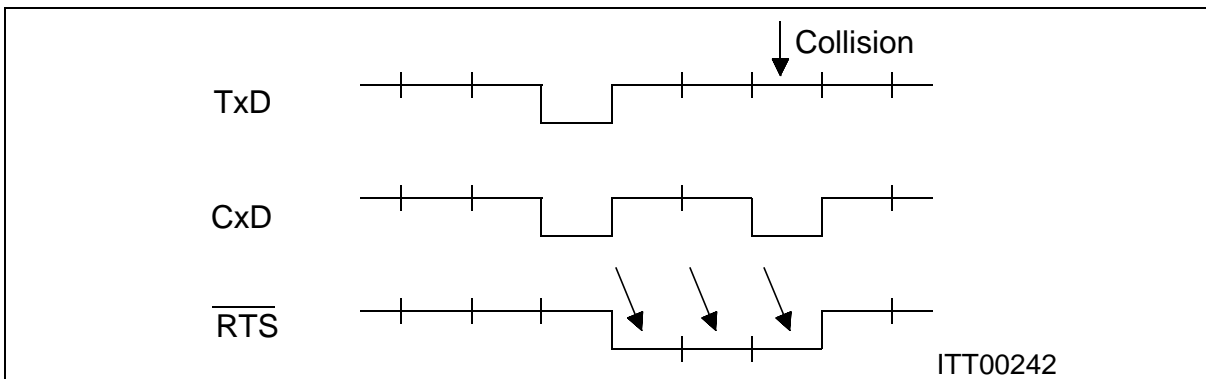 Collision
TxD
CxD
RTS
ITT00242